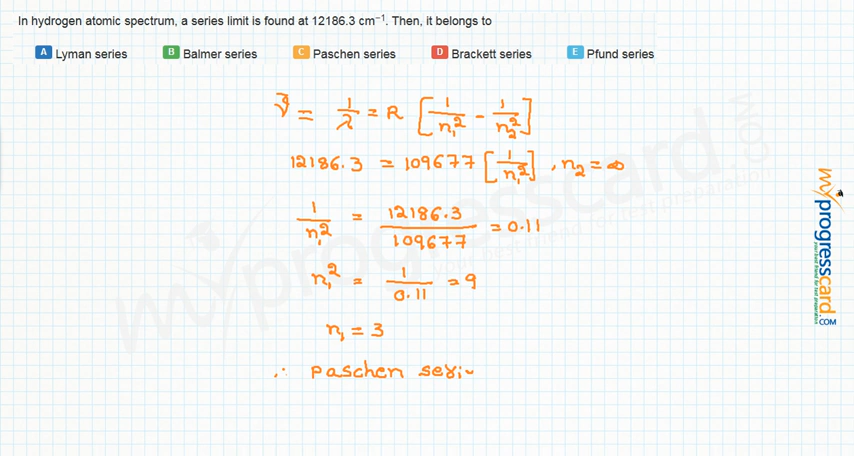 In hydrogen atomic spectrum, a series limit is found at 12186.3 cm⁻¹. Then, it belongs to
A Lyman series B Balmer series C Paschen series D Brackett series E Pfund series
ν̄ = 1/λ = R [1/n₁² - 1/n₂²]
12186.3 = 109677 [1/n₁²], n₂ = ∞
1/n₁² = 12186.3/109677 = 0.11
n₁² = 1/0.11 = 9
n₁ = 3
∴ Paschen seri
myprogresscard
.COM